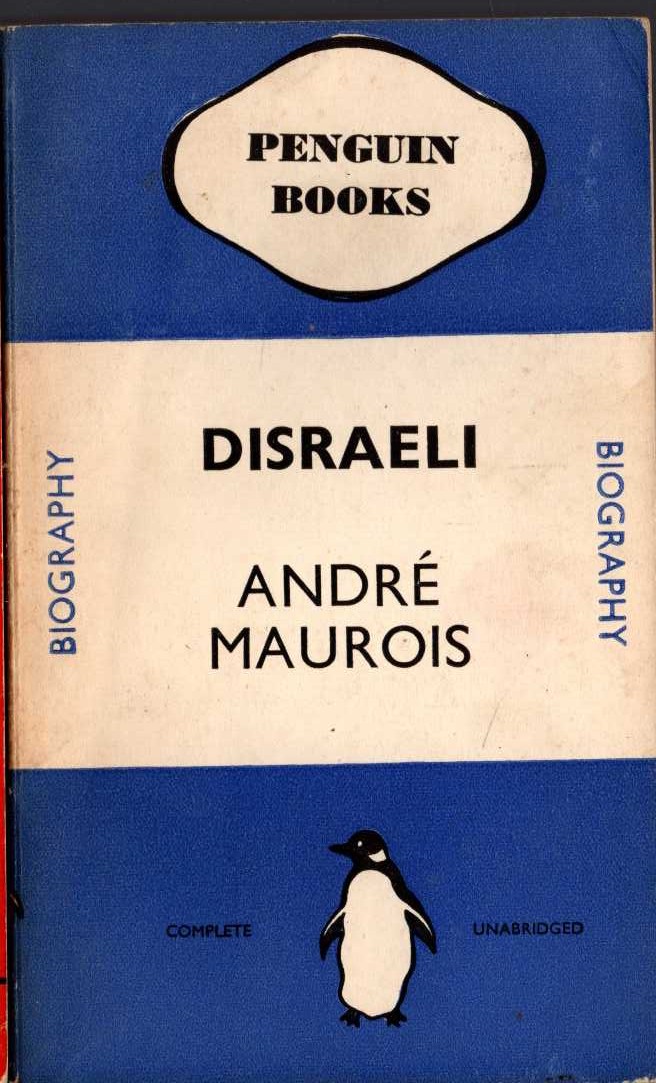 PENGUIN
BOOKS
DISRAELI
BIOGRAPHY
BIOGRAPHY
ANDRÉ
MAUROIS
COMPLETE
UNABRIDGED